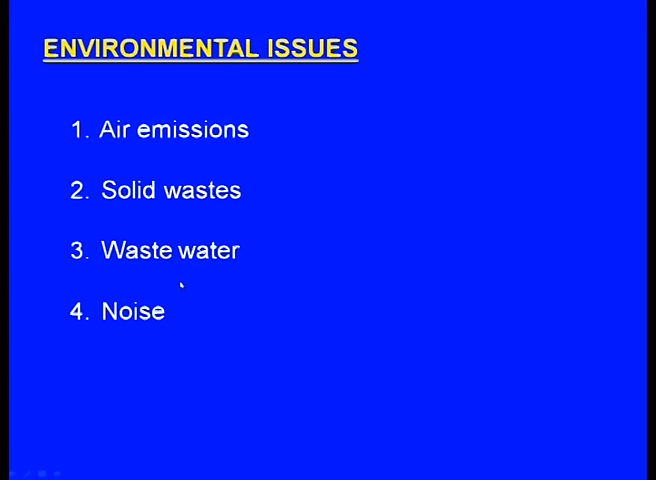 ENVIRONMENTAL ISSUES
1. Air emissions
2. Solid wastes
3. Waste water
4. Noise